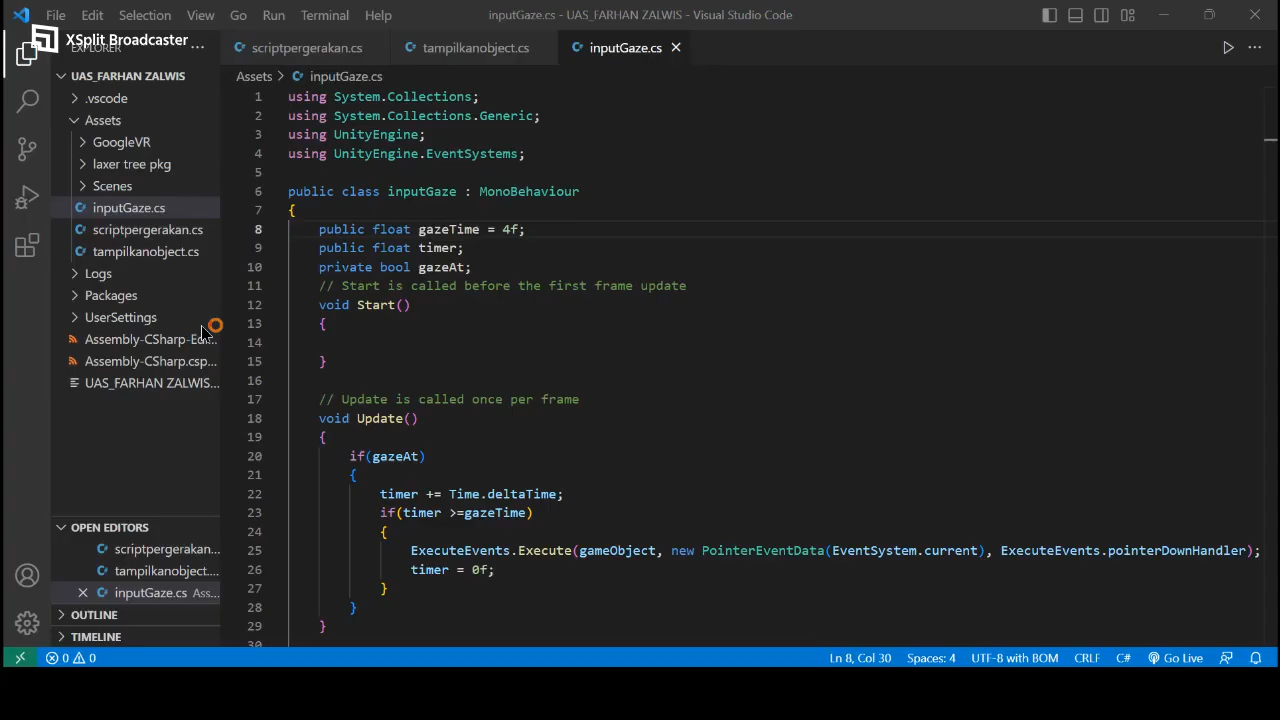 File Edit Selection View Go Run Terminal Help inputGaze.cs - UAS_FARHAN ZALWIS - Visual Studio Code
XSplit Broadcaster
EXPLORER ...
scriptpergerakan.cs tampilkanobject.cs inputGaze.cs
UAS_FARHAN ZALWIS
.vscode
Assets
GoogleVR
laxer tree pkg
Scenes
inputGaze.cs
scriptpergerakan.cs
tampilkanobject.cs
Logs
Packages
UserSettings
Assembly-CSharp-Edi...
Assembly-CSharp.csp...
UAS_FARHAN ZALWIS...
OPEN EDITORS
scriptpergerakan...
tampilkanobject....
inputGaze.cs Ass...
OUTLINE
TIMELINE
Assets > inputGaze.cs
1 using System.Collections;
2 using System.Collections.Generic;
3 using UnityEngine;
4 using UnityEngine.EventSystems;
5
6 public class inputGaze : MonoBehaviour
7 {
8 public float gazeTime = 4f;
9 public float timer;
10 private bool gazeAt;
11 // Start is called before the first frame update
12 void Start()
13 {
14
15 }
16
17 // Update is called once per frame
18 void Update()
19 {
20 if(gazeAt)
21 {
22 timer += Time.deltaTime;
23 if(timer >=gazeTime)
24 {
25 ExecuteEvents.Execute(gameObject, new PointerEventData(EventSystem.current), ExecuteEvents.pointerDownHandler);
26 timer = 0f;
27 }
28 }
29 }
30
0 0 Ln 8, Col 30 Spaces: 4 UTF-8 with BOM CRLF C# Go Live